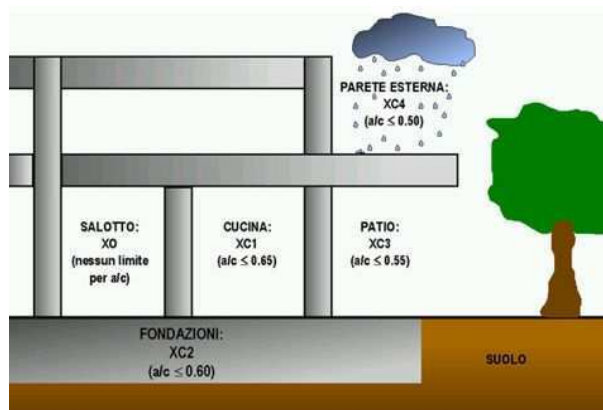 PARETE ESTERNA:
XC4
(a/c ≤ 0.50)
SALOTTO:
XO
(nessun limite
per a/c)
CUCINA:
XC1
(a/c ≤ 0.65)
PATIO:
XC3
(a/c ≤ 0.55)
FONDAZIONI:
XC2
(a/c ≤ 0.60)
SUOLO